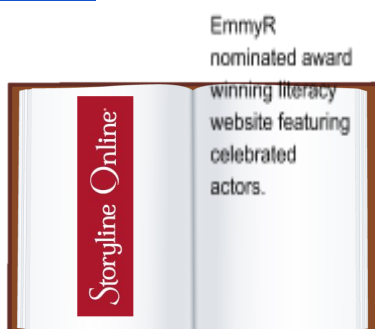 Storyline Online
EmmyR
nominated award
winning literacy
website featuring
celebrated
actors.